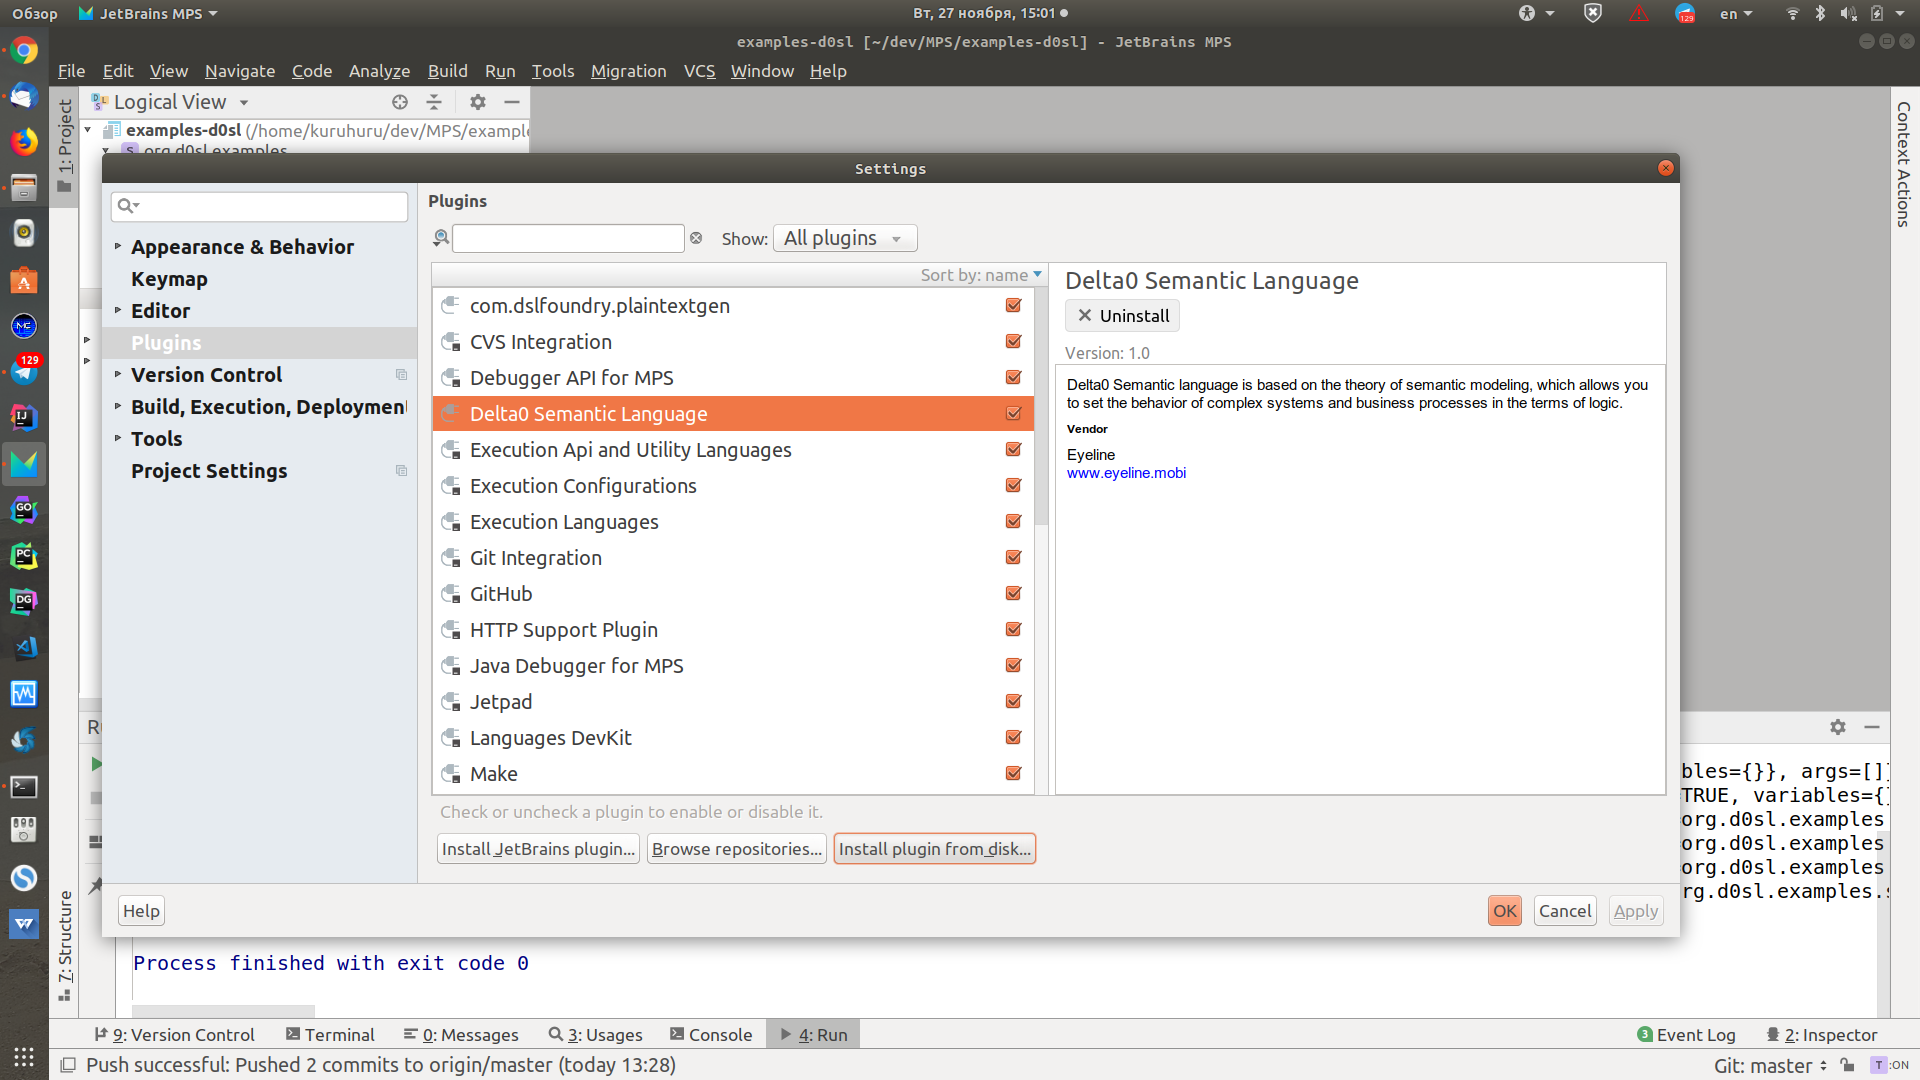 Обзор JetBrains MPS Вт, 27 ноября, 15:01 129 en
examples-d0sl [~/dev/MPS/examples-d0sl] - JetBrains MPS
File Edit View Navigate Code Analyze Build Run Tools Migration VCS Window Help
Logical View
1: Project
examples-d0sl (/home/kuruhuru/dev/MPS/example
org.d0sl.examples
Context Actions
Settings
Appearance & Behavior
Keymap
Editor
Plugins
Version Control
Build, Execution, Deployment
Tools
Project Settings
Plugins
Show: All plugins
Sort by: name
com.dslfoundry.plaintextgen
CVS Integration
Debugger API for MPS
Delta0 Semantic Language
Execution Api and Utility Languages
Execution Configurations
Execution Languages
Git Integration
GitHub
HTTP Support Plugin
Java Debugger for MPS
Jetpad
Languages DevKit
Make
Check or uncheck a plugin to enable or disable it.
Install JetBrains plugin... Browse repositories... Install plugin from disk...
Delta0 Semantic Language
Uninstall
Version: 1.0
Delta0 Semantic language is based on the theory of semantic modeling, which allows you
to set the behavior of complex systems and business processes in the terms of logic.
Vendor
Eyeline
www.eyeline.mobi
Help OK Cancel Apply
129
IJ
GO
PC
DG
bles={}}, args=[]
TRUE, variables={
org.d0sl.examples
org.d0sl.examples
org.d0sl.examples
rg.d0sl.examples.
7: Structure
Process finished with exit code 0
9: Version Control Terminal 0: Messages 3: Usages Console 4: Run 3 Event Log 2: Inspector
Push successful: Pushed 2 commits to origin/master (today 13:28) Git: master T :ON